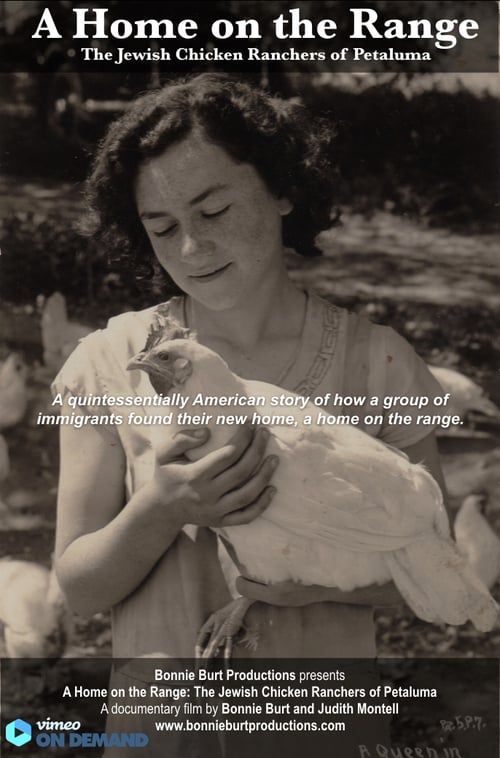 A Home on the Range
The Jewish Chicken Ranchers of Petaluma
A quintessentially American story of how a group of
immigrants found their new home, a home on the range.
Bonnie Burt Productions presents
A Home on the Range: The Jewish Chicken Ranchers of Petaluma
A documentary film by Bonnie Burt and Judith Montell
www.bonnieburtproductions.com
vimeo
ON DEMAND
A Queen in